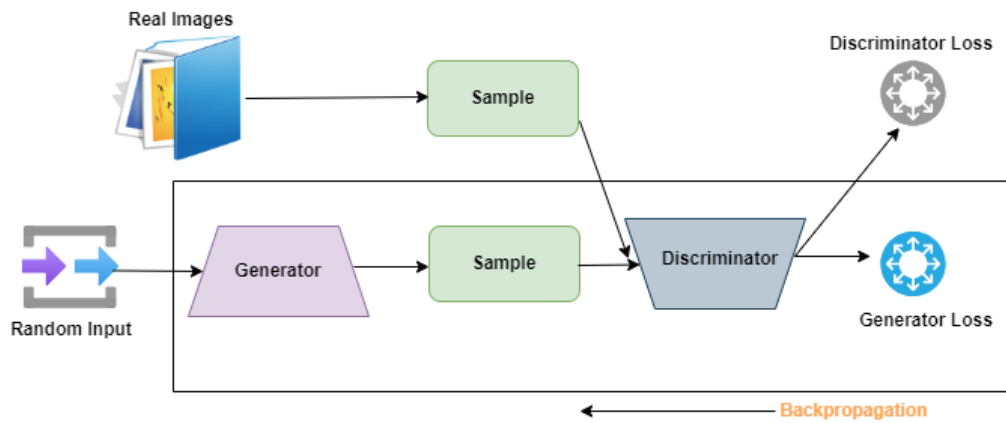 Real Images
Discriminator Loss
Sample
Generator
Sample
Discriminator
Random Input
Generator Loss
Backpropagation